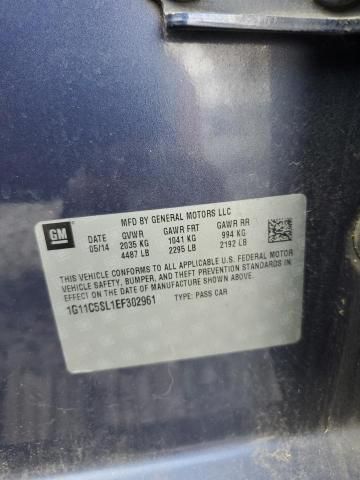 MFD BY GENERAL MOTORS LLC
GM
DATE GVWR GAWR FRT GAWR RR
05/14 2035 KG 1041 KG 994 KG
4487 LB 2295 LB 2192 LB
THIS VEHICLE CONFORMS TO ALL APPLICABLE U.S. FEDERAL MOTOR
VEHICLE SAFETY, BUMPER, AND THEFT PREVENTION STANDARDS IN
EFFECT ON THE DATE OF MANUFACTURE SHOWN ABOVE.
1G11C5SL1EF302961 TYPE: PASS CAR